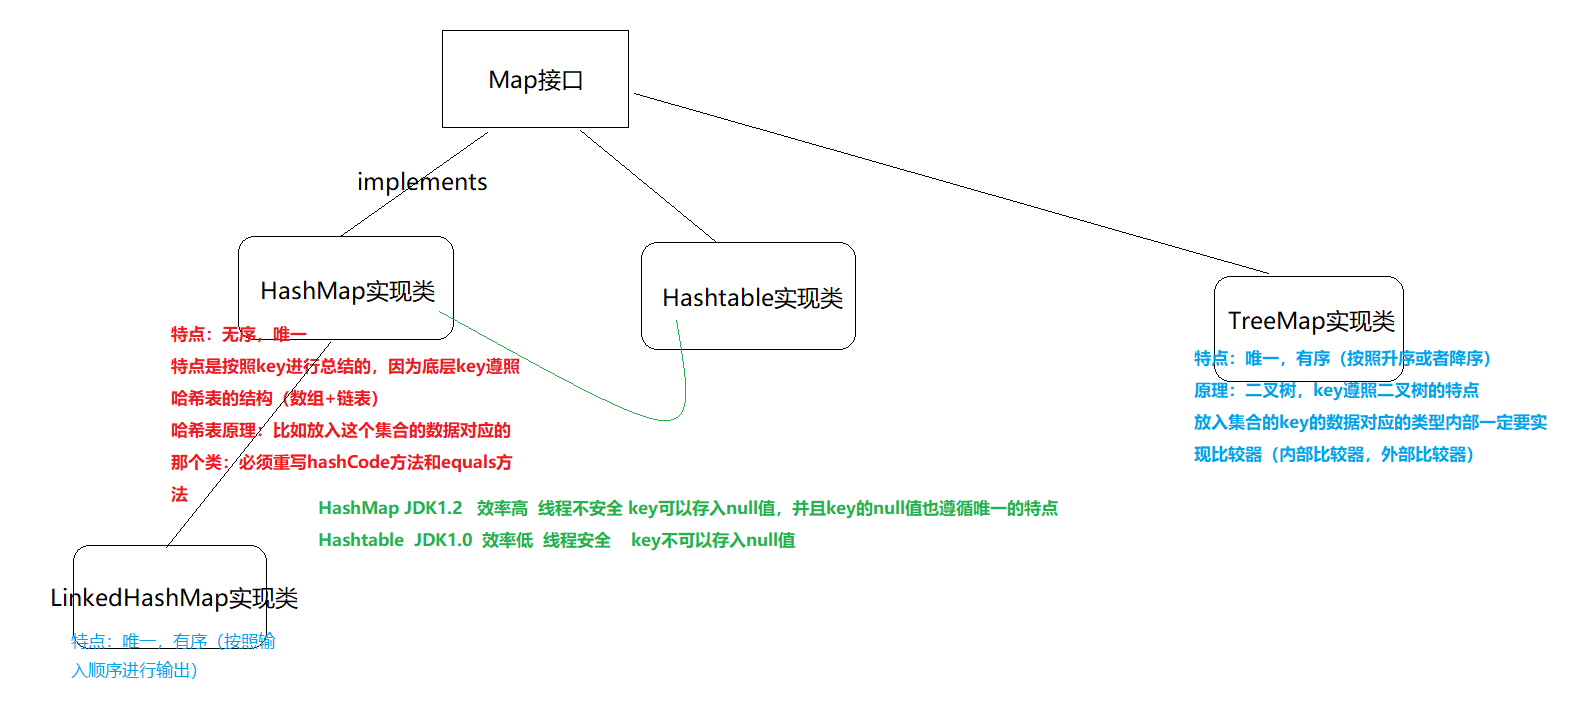 Map接口
implements
HashMap实现类
Hashtable实现类
TreeMap实现类
特点：无序，唯一
特点是按照key进行总结的，因为底层key遵照
哈希表的结构（数组+链表）
哈希表原理：比如放入这个集合的数据对应的
那个类：必须重写hashCode方法和equals方
法
特点：唯一，有序（按照升序或者降序）
原理：二叉树，key遵照二叉树的特点
放入集合的key的数据对应的类型内部一定要实
现比较器（内部比较器，外部比较器）
HashMap JDK1.2 效率高 线程不安全 key可以存入null值，并且key的null值也遵循唯一的特点
Hashtable JDK1.0 效率低 线程安全 key不可以存入null值
LinkedHashMap实现类
特点：唯一，有序（按照输
入顺序进行输出）